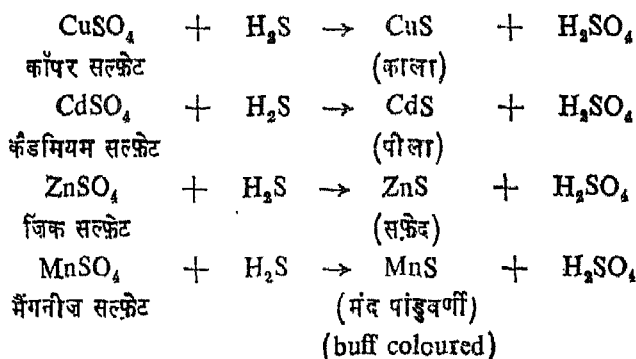 CuSO₄ + H₂S → CuS + H₂SO₄
कॉपर सल्फ़ेट (काला)
CdSO₄ + H₂S → CdS + H₂SO₄
कैडमियम सल्फ़ेट (पीला)
ZnSO₄ + H₂S → ZnS + H₂SO₄
ज़िंक सल्फ़ेट (सफ़ेद)
MnSO₄ + H₂S → MnS + H₂SO₄
मैंगनीज़ सल्फ़ेट (मंद पांडुवर्णी)
(buff coloured)